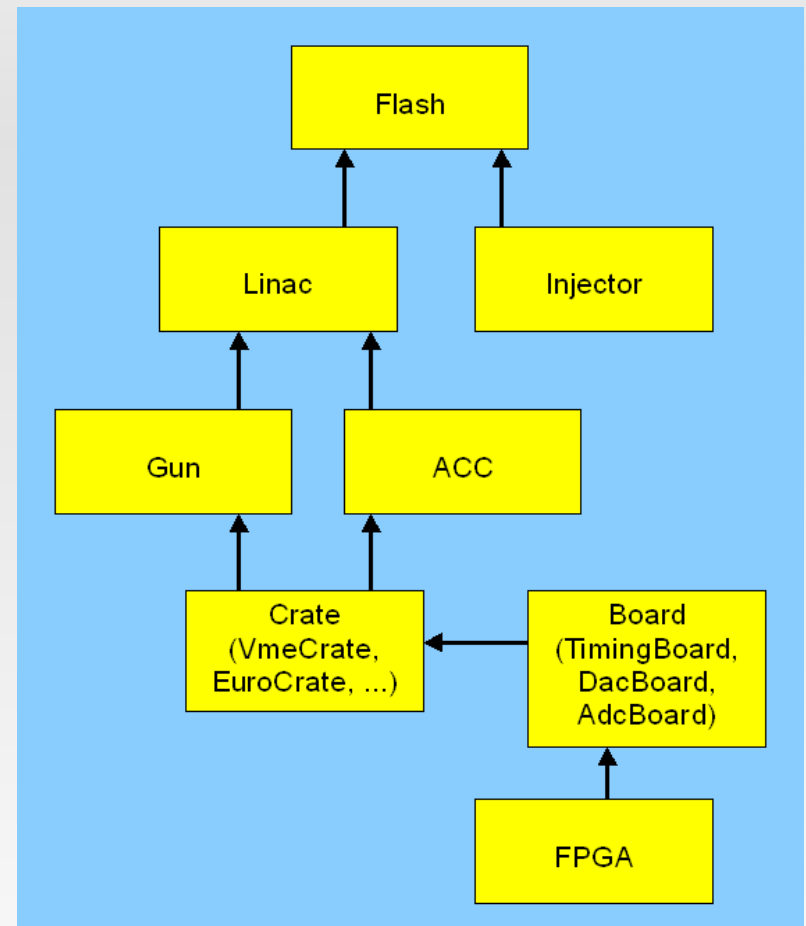 Flash
Linac
Injector
Gun
ACC
Crate
(VmeCrate,
EuroCrate, ...)
Board
(TimingBoard,
DacBoard,
AdcBoard)
FPGA